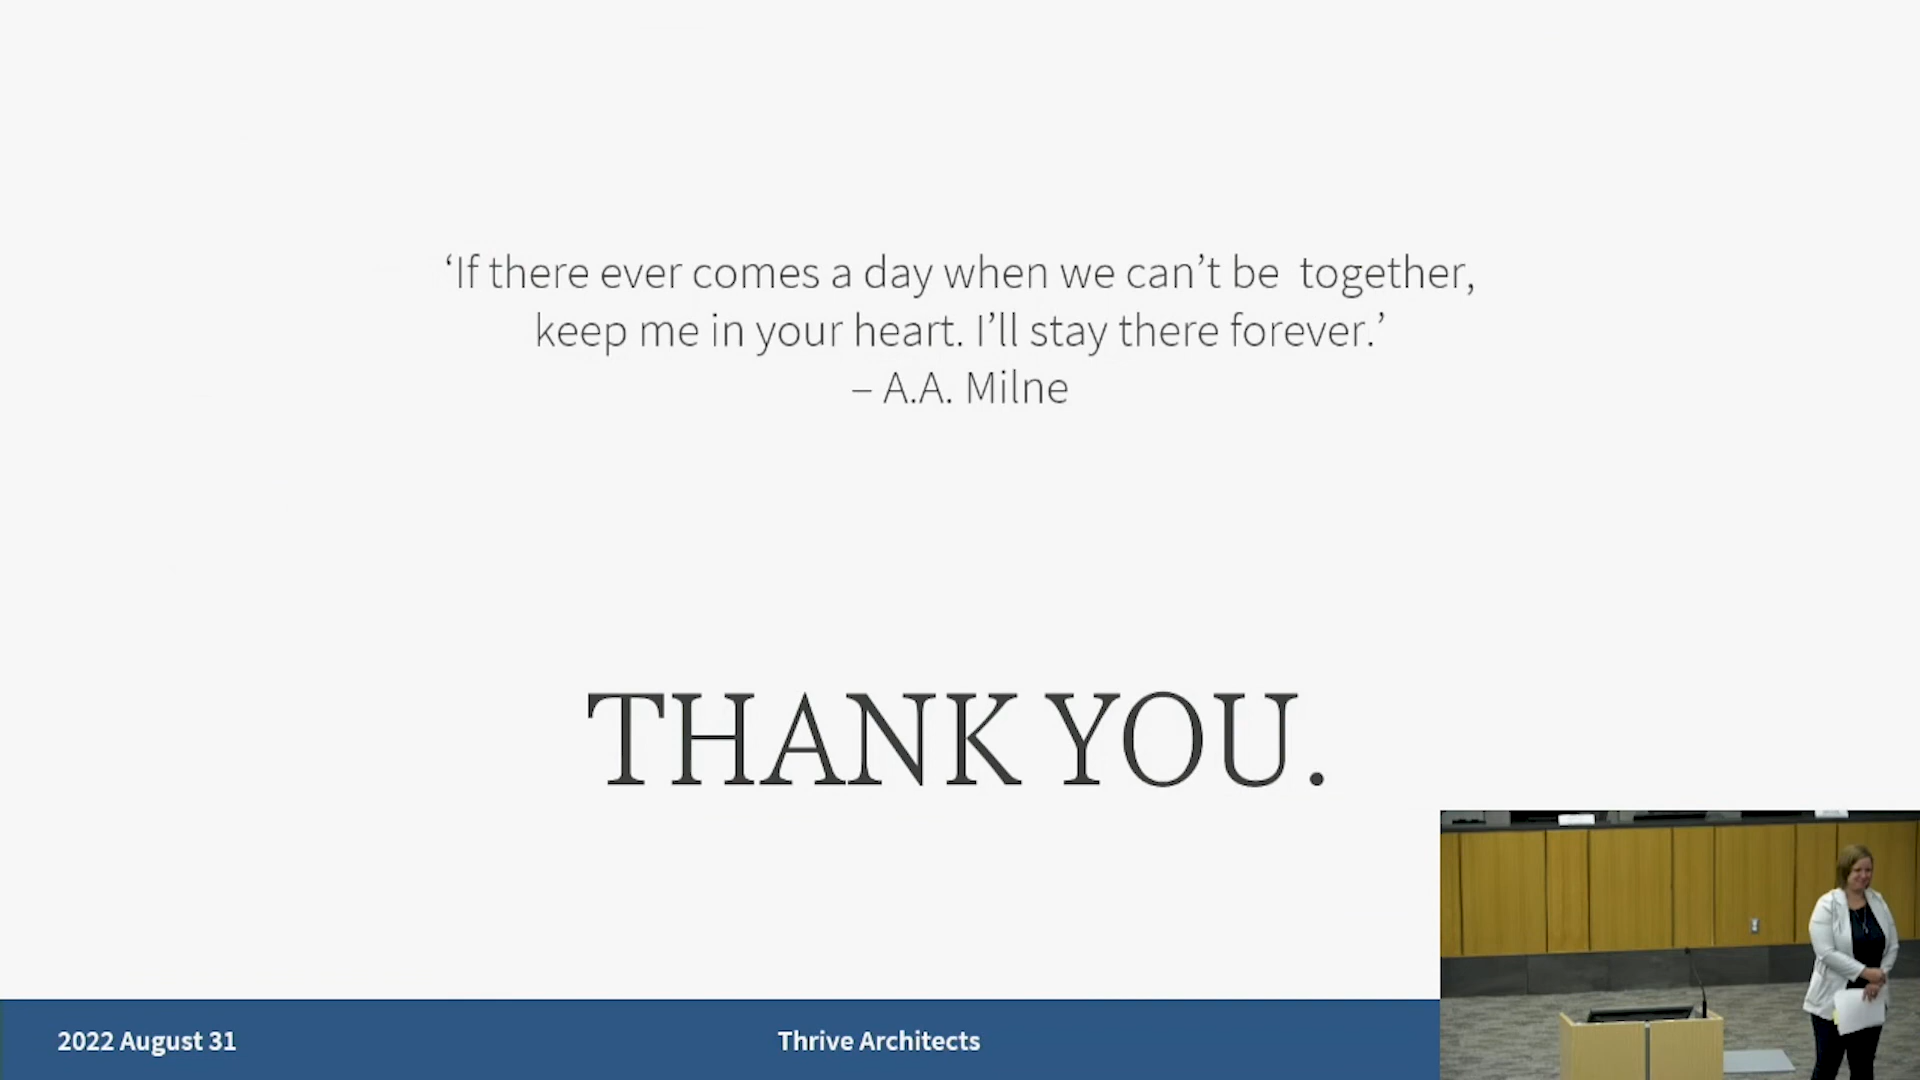 ‘If there ever comes a day when we can’t be  together,
keep me in your heart. I’ll stay there forever.’
– A.A. Milne
THANK YOU.
2022 August 31
Thrive Architects